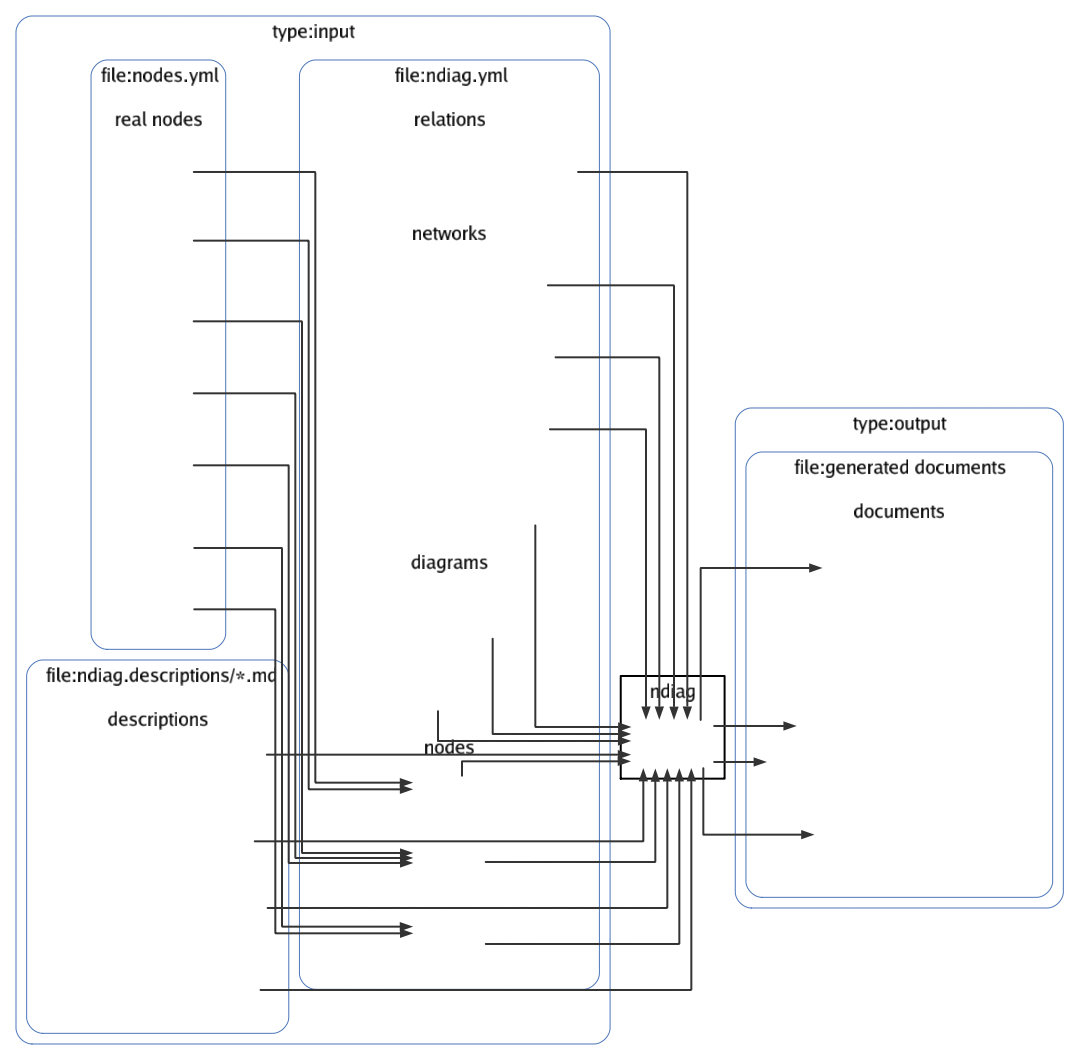 type:input
file:nodes.yml
real nodes
file:ndiag.yml
relations
networks
diagrams
nodes
file:ndiag.descriptions/*.md
descriptions
ndiag
type:output
file:generated documents
documents